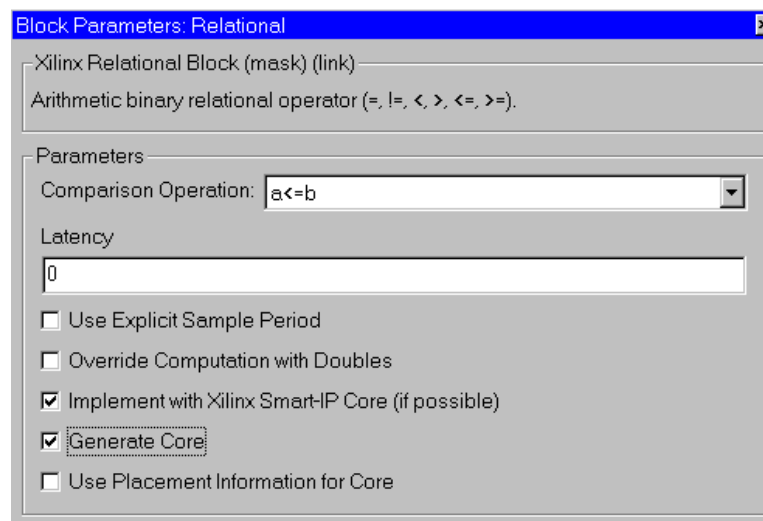 Block Parameters: Relational
Xilinx Relational Block (mask) (link)
Arithmetic binary relational operator (=, !=, <, >, <=, >=).
Parameters
Comparison Operation: a<=b
Latency
0
Use Explicit Sample Period
Override Computation with Doubles
Implement with Xilinx Smart-IP Core (if possible)
Generate Core
Use Placement Information for Core